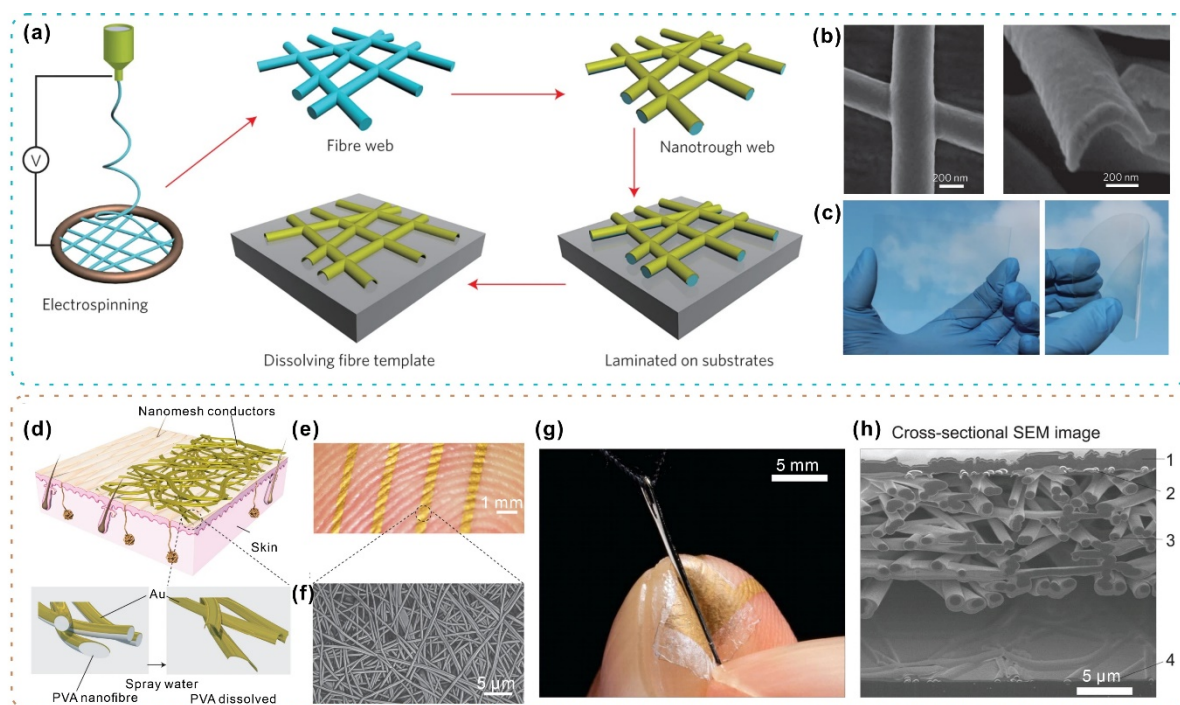 (a)
V
Electrospinning
Fibre web
Nanotrough web
Dissolving fibre template
Laminated on substrates
(b)
200 nm
200 nm
(c)
(d)
Nanomesh conductors
Skin
Au
PVA nanofibre
Spray water
PVA dissolved
(e)
1 mm
(f)
5 μm
(g)
5 mm
(h) Cross-sectional SEM image
1
2
3
4
5 μm